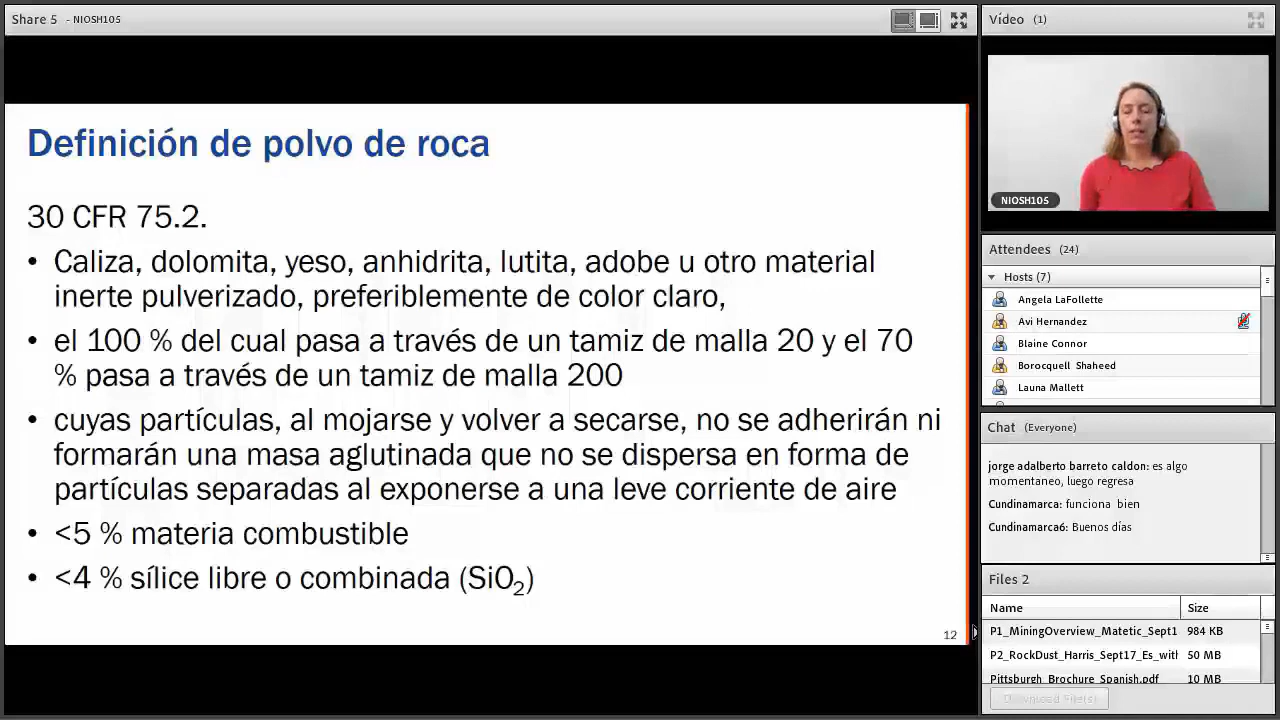 Share 5 - NIOSH105
Definición de polvo de roca
30 CFR 75.2.
• Caliza, dolomita, yeso, anhidrita, lutita, adobe u otro material
inerte pulverizado, preferiblemente de color claro,
• el 100 % del cual pasa a través de un tamiz de malla 20 y el 70
% pasa a través de un tamiz de malla 200
• cuyas partículas, al mojarse y volver a secarse, no se adherirán ni
formarán una masa aglutinada que no se dispersa en forma de
partículas separadas al exponerse a una leve corriente de aire
• <5 % materia combustible
• <4 % sílice libre o combinada (SiO₂)
12
Vídeo (1)
NIOSH105
Attendees (24)
Hosts (7)
Angela LaFollette
Avi Hernandez
Blaine Connor
Borocquell Shaheed
Launa Mallett
Chat (Everyone)
jorge adalberto barreto caldon: es algo
momentaneo, luego regresa
Cundinamarca: funciona bien
Cundinamarca6: Buenos días
Files 2
Name Size
P1_MiningOverview_Matetic_Sept1 984 KB
P2_RockDust_Harris_Sept17_Es_wit 50 MB
Pittsburgh_Brochure_Spanish.pdf 10 MB
Download File(s)